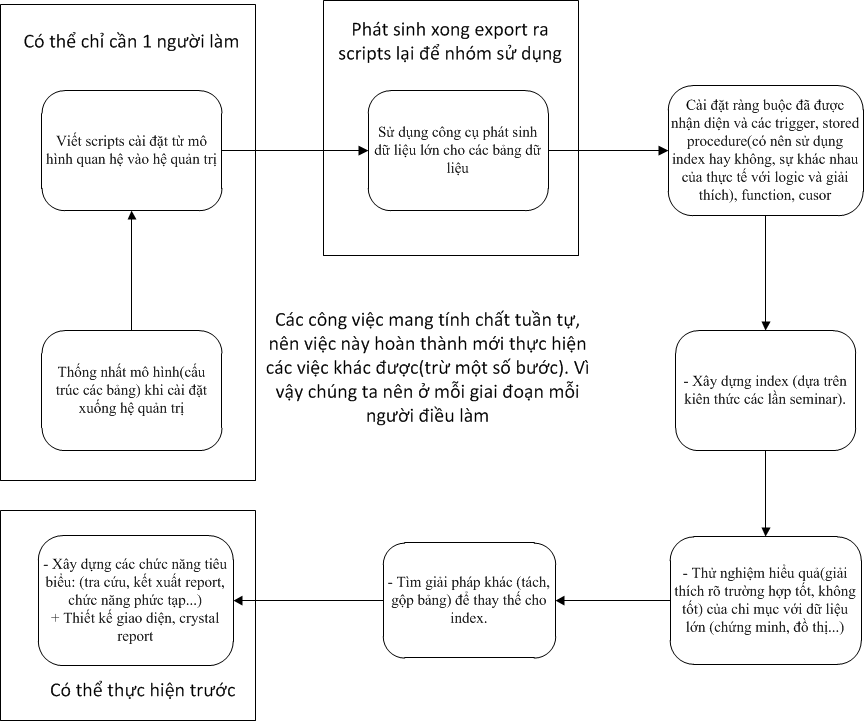 Có thể chỉ cần 1 người làm
Phát sinh xong export ra
scripts lại để nhóm sử dụng
Viết scripts cài đặt từ mô
hình quan hệ vào hệ quản trị
Sử dụng công cụ phát sinh
dữ liệu lớn cho các bảng dữ
liệu
Cài đặt ràng buộc đã được
nhận diện và các trigger, stored
procedure(có nên sử dụng
index hay không, sự khác nhau
của thực tế với logic và giải
thích), function, cusor
Thống nhất mô hình(cấu
trúc các bảng) khi cài đặt
xuống hệ quản trị
Các công việc mang tính chất tuần tự,
nên việc này hoàn thành mới thực hiện
các việc khác được(trừ một số bước). Vì
vậy chúng ta nên ở mỗi giai đoạn mỗi
người điều làm
- Xây dựng index (dựa trên
kiên thức các lần seminar).
- Thử nghiệm hiểu quả(giải
thích rõ trường hợp tốt, không
tốt) của chi mục với dữ liệu
lớn (chứng minh, đồ thị...)
- Tìm giải pháp khác (tách,
gộp bảng) để thay thế cho
index.
- Xây dựng các chức năng tiêu
biểu: (tra cứu, kết xuất report,
chức năng phức tạp...)
+ Thiết kế giao diện, crystal
report
Có thể thực hiện trước